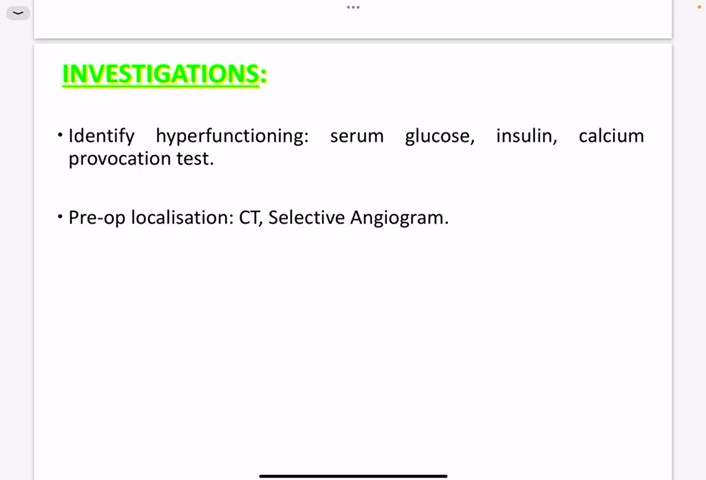 INVESTIGATIONS:
• Identify hyperfunctioning: serum glucose, insulin, calcium
provocation test.
• Pre-op localisation: CT, Selective Angiogram.